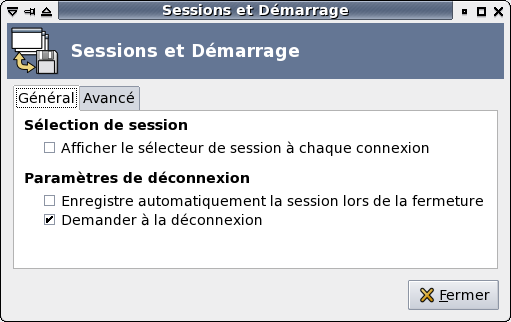 Sessions et Démarrage
Sessions et Démarrage
Général Avancé
Sélection de session
Afficher le sélecteur de session à chaque connexion
Paramètres de déconnexion
Enregistre automatiquement la session lors de la fermeture
Demander à la déconnexion
Fermer